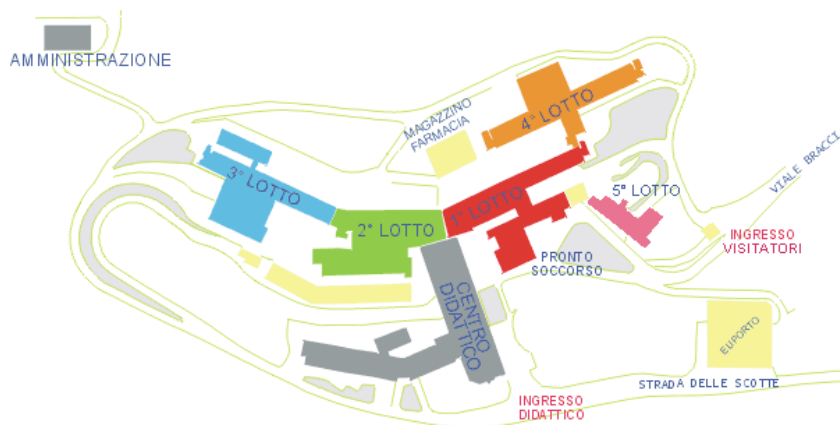 AMMINISTRAZIONE
MAGAZZINO
FARMACIA
4° LOTTO
3° LOTTO
2° LOTTO
1° LOTTO
5° LOTTO
VIALE BRACCI
INGRESSO
VISITATORI
PRONTO
SOCCORSO
CENTRO
DIDATTICO
EUPORTO
STRADA DELLE SCOTTE
INGRESSO
DIDATTICO